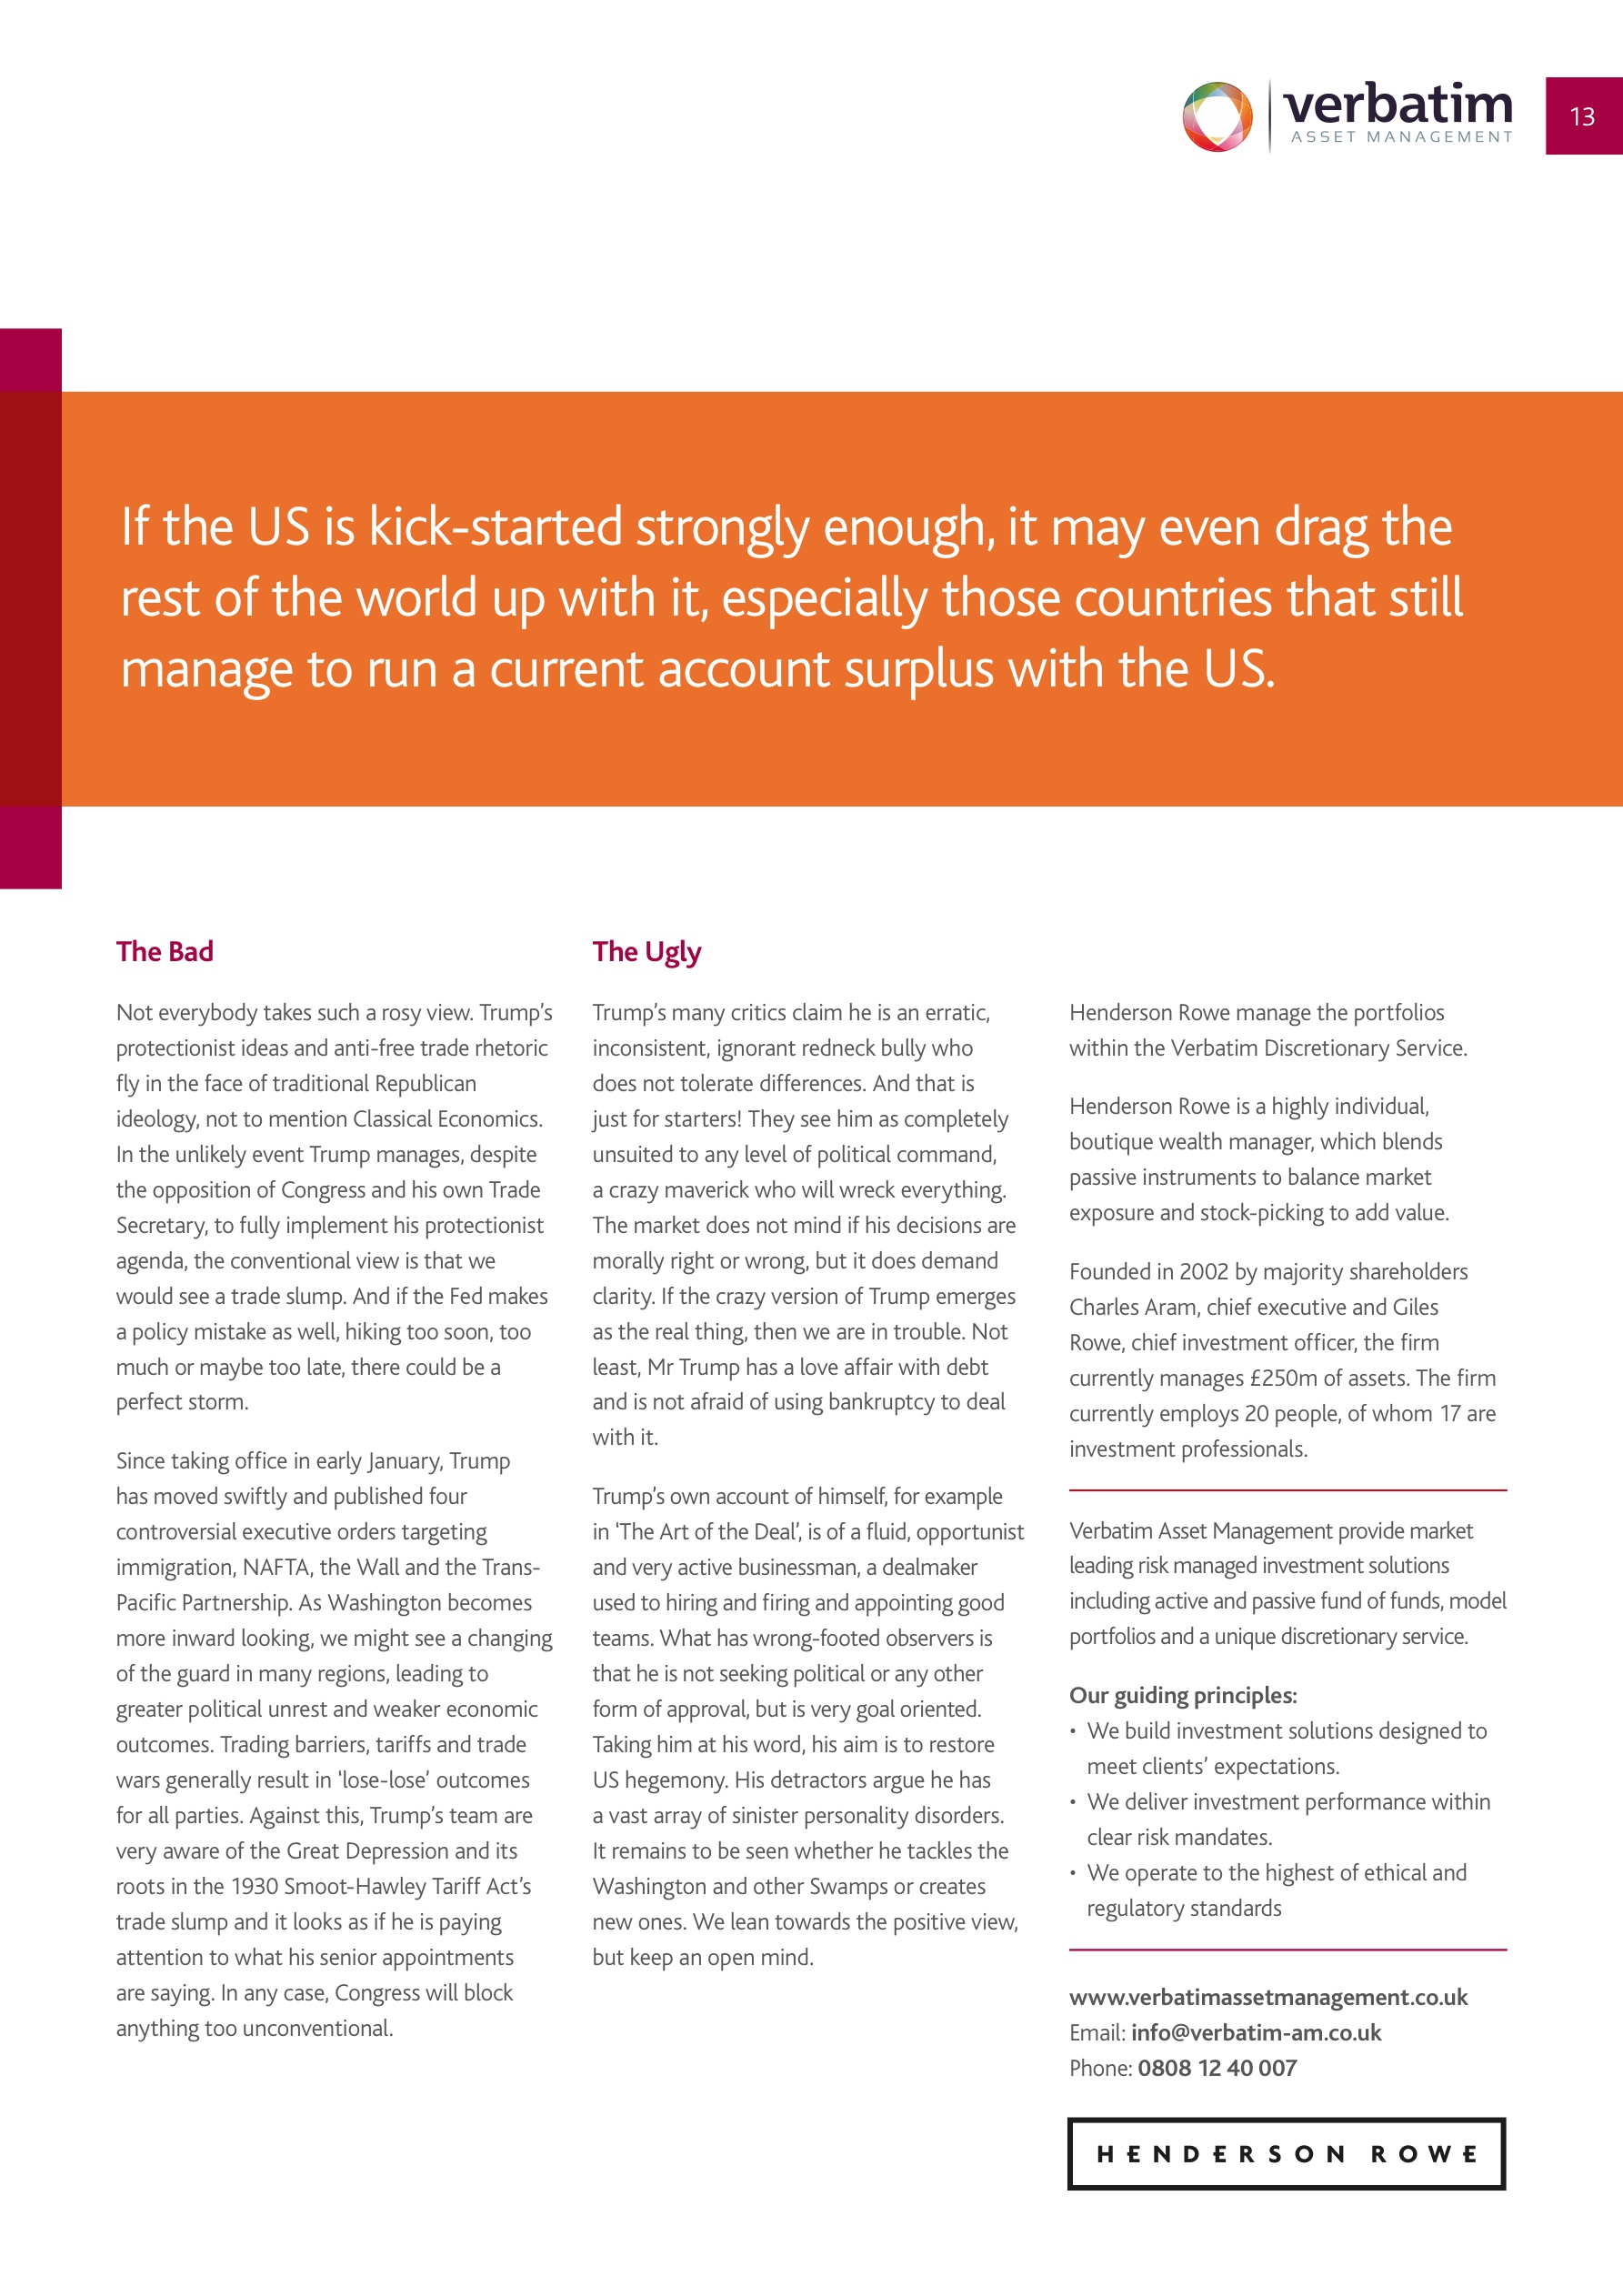 verbatim
ASSET MANAGEMENT
13
If the US is kick-started strongly enough, it may even drag the
rest of the world up with it, especially those countries that still
manage to run a current account surplus with the US.
The Bad
Not everybody takes such a rosy view. Trump’s
protectionist ideas and anti-free trade rhetoric
fly in the face of traditional Republican
ideology, not to mention Classical Economics.
In the unlikely event Trump manages, despite
the opposition of Congress and his own Trade
Secretary, to fully implement his protectionist
agenda, the conventional view is that we
would see a trade slump. And if the Fed makes
a policy mistake as well, hiking too soon, too
much or maybe too late, there could be a
perfect storm.
Since taking office in early January, Trump
has moved swiftly and published four
controversial executive orders targeting
immigration, NAFTA, the Wall and the Trans-
Pacific Partnership. As Washington becomes
more inward looking, we might see a changing
of the guard in many regions, leading to
greater political unrest and weaker economic
outcomes. Trading barriers, tariffs and trade
wars generally result in ‘lose-lose’ outcomes
for all parties. Against this, Trump’s team are
very aware of the Great Depression and its
roots in the 1930 Smoot-Hawley Tariff Act’s
trade slump and it looks as if he is paying
attention to what his senior appointments
are saying. In any case, Congress will block
anything too unconventional.
The Ugly
Trump’s many critics claim he is an erratic,
inconsistent, ignorant redneck bully who
does not tolerate differences. And that is
just for starters! They see him as completely
unsuited to any level of political command,
a crazy maverick who will wreck everything.
The market does not mind if his decisions are
morally right or wrong, but it does demand
clarity. If the crazy version of Trump emerges
as the real thing, then we are in trouble. Not
least, Mr Trump has a love affair with debt
and is not afraid of using bankruptcy to deal
with it.
Trump’s own account of himself, for example
in ‘The Art of the Deal’, is of a fluid, opportunist
and very active businessman, a dealmaker
used to hiring and firing and appointing good
teams. What has wrong-footed observers is
that he is not seeking political or any other
form of approval, but is very goal oriented.
Taking him at his word, his aim is to restore
US hegemony. His detractors argue he has
a vast array of sinister personality disorders.
It remains to be seen whether he tackles the
Washington and other Swamps or creates
new ones. We lean towards the positive view,
but keep an open mind.
Henderson Rowe manage the portfolios
within the Verbatim Discretionary Service.
Henderson Rowe is a highly individual,
boutique wealth manager, which blends
passive instruments to balance market
exposure and stock-picking to add value.
Founded in 2002 by majority shareholders
Charles Aram, chief executive and Giles
Rowe, chief investment officer, the firm
currently manages £250m of assets. The firm
currently employs 20 people, of whom 17 are
investment professionals.
Verbatim Asset Management provide market
leading risk managed investment solutions
including active and passive fund of funds, model
portfolios and a unique discretionary service.
Our guiding principles:
• We build investment solutions designed to
meet clients’ expectations.
• We deliver investment performance within
clear risk mandates.
• We operate to the highest of ethical and
regulatory standards
www.verbatimassetmanagement.co.uk
Email: info@verbatim-am.co.uk
Phone: 0808 12 40 007
HENDERSON ROWE